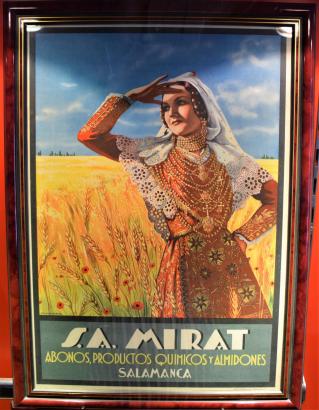 S.A. MIRAT
ABONOS, PRODUCTOS QUIMICOS Y ALMIDONES
SALAMANCA